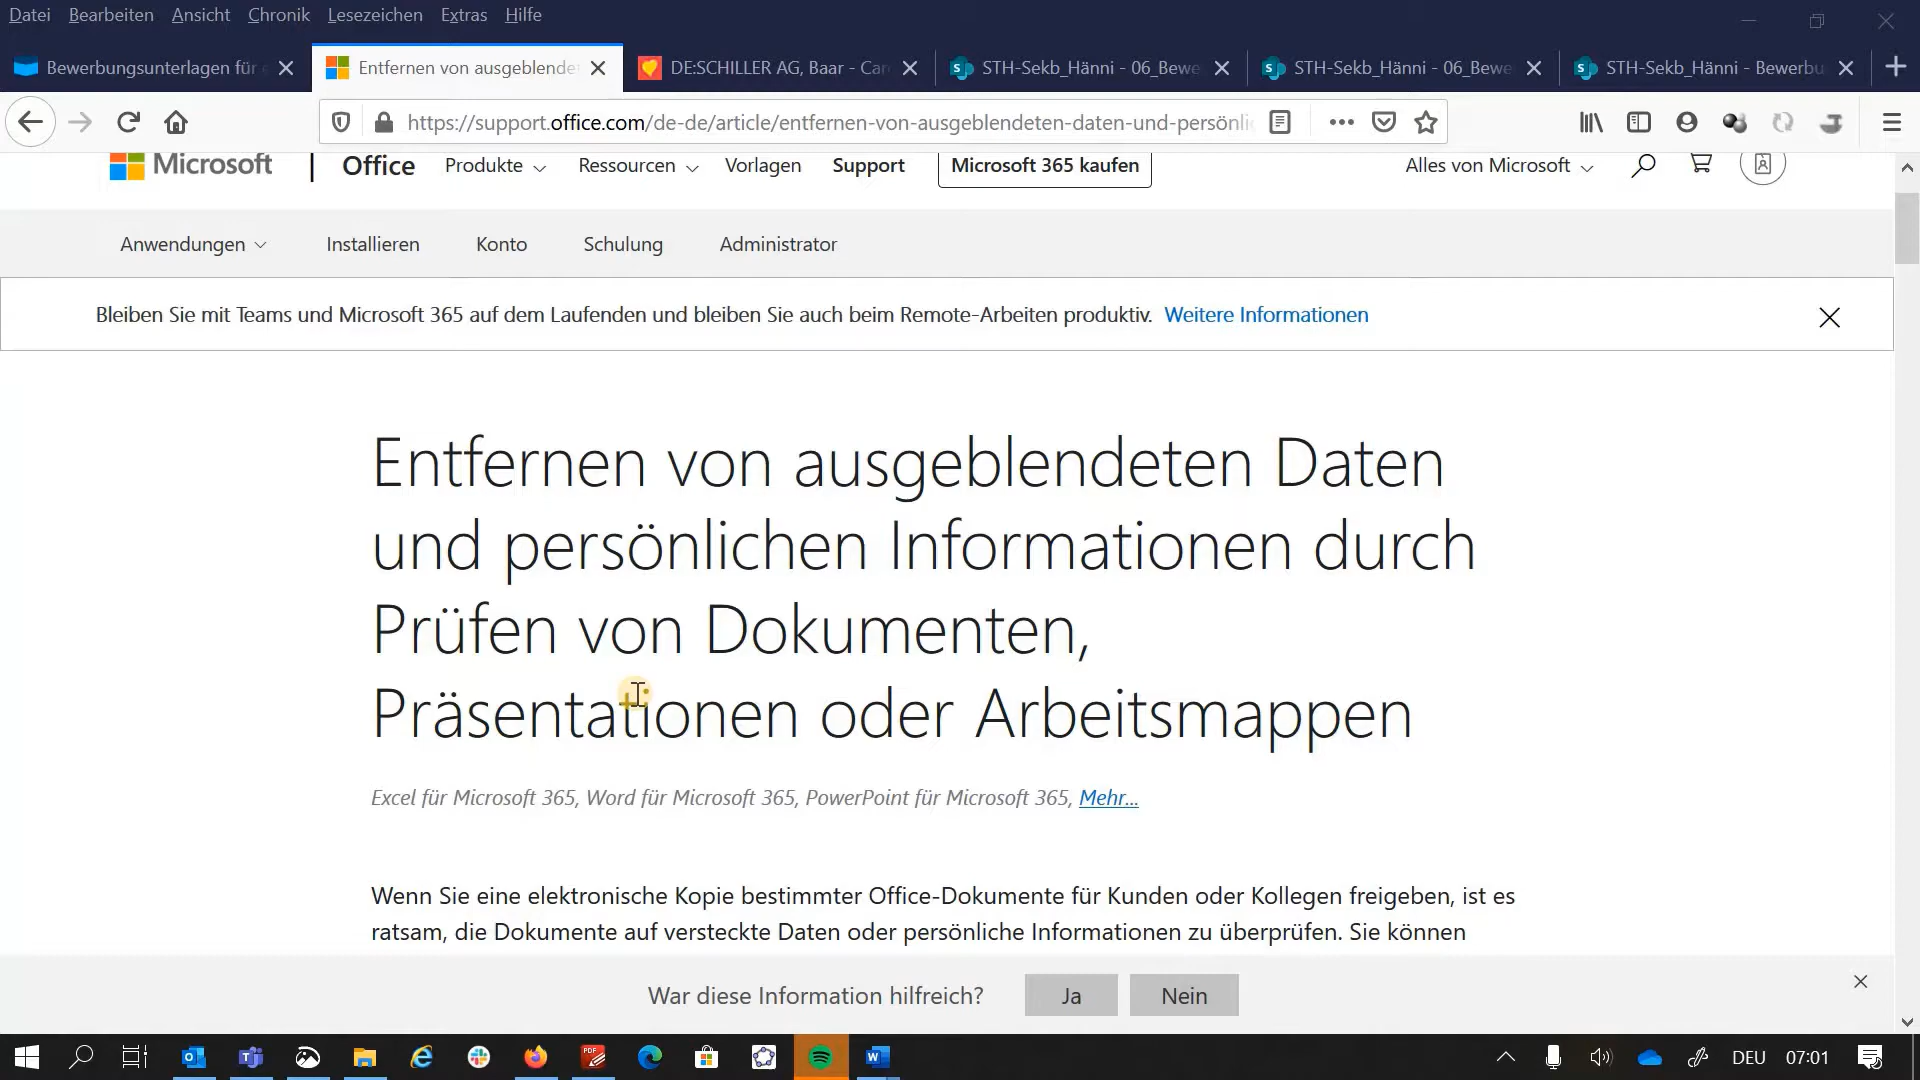 Datei Bearbeiten Ansicht Chronik Lesezeichen Extras Hilfe
Bewerbungsunterlagen für Entfernen von ausgeblende DE:SCHILLER AG, Baar - Car STH-Sekb_Hänni - 06_Bewe STH-Sekb_Hänni - 06_Bewe STH-Sekb_Hänni - Bewerbu
https://support.office.com/de-de/article/entfernen-von-ausgeblendeten-daten-und-persönli
Microsoft Office Produkte Ressourcen Vorlagen Support Microsoft 365 kaufen Alles von Microsoft
Anwendungen Installieren Konto Schulung Administrator
Bleiben Sie mit Teams und Microsoft 365 auf dem Laufenden und bleiben Sie auch beim Remote-Arbeiten produktiv. Weitere Informationen
Entfernen von ausgeblendeten Daten
und persönlichen Informationen durch
Prüfen von Dokumenten,
Präsentationen oder Arbeitsmappen
Excel für Microsoft 365, Word für Microsoft 365, PowerPoint für Microsoft 365, Mehr...
Wenn Sie eine elektronische Kopie bestimmter Office-Dokumente für Kunden oder Kollegen freigeben, ist es
ratsam, die Dokumente auf versteckte Daten oder persönliche Informationen zu überprüfen. Sie können
War diese Information hilfreich? Ja Nein
DEU 07:01